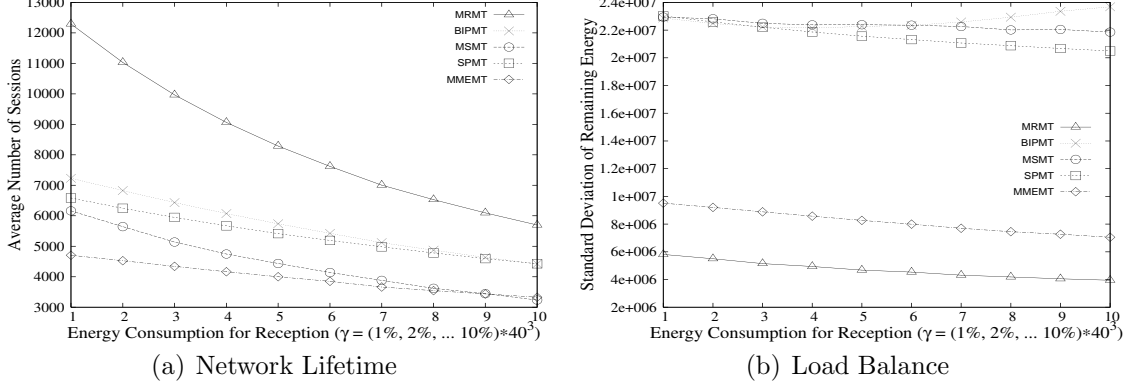 13000
12000
11000
10000
9000
8000
7000
6000
5000
4000
3000
Average Number of Sessions
1 2 3 4 5 6 7 8 9 10
Energy Consumption for Reception (γ = (1%, 2%, ... 10%)*40³)
MRMT
BIPMT
MSMT
SPMT
MMEMT
(a) Network Lifetime
2.4e+007
2.2e+007
2e+007
1.8e+007
1.6e+007
1.4e+007
1.2e+007
1e+007
8e+006
6e+006
4e+006
2e+006
Standard Deviation of Remaining Energy
1 2 3 4 5 6 7 8 9 10
Energy Consumption for Reception (γ = (1%, 2%, ... 10%)*40³)
MRMT
BIPMT
MSMT
SPMT
MMEMT
(b) Load Balance